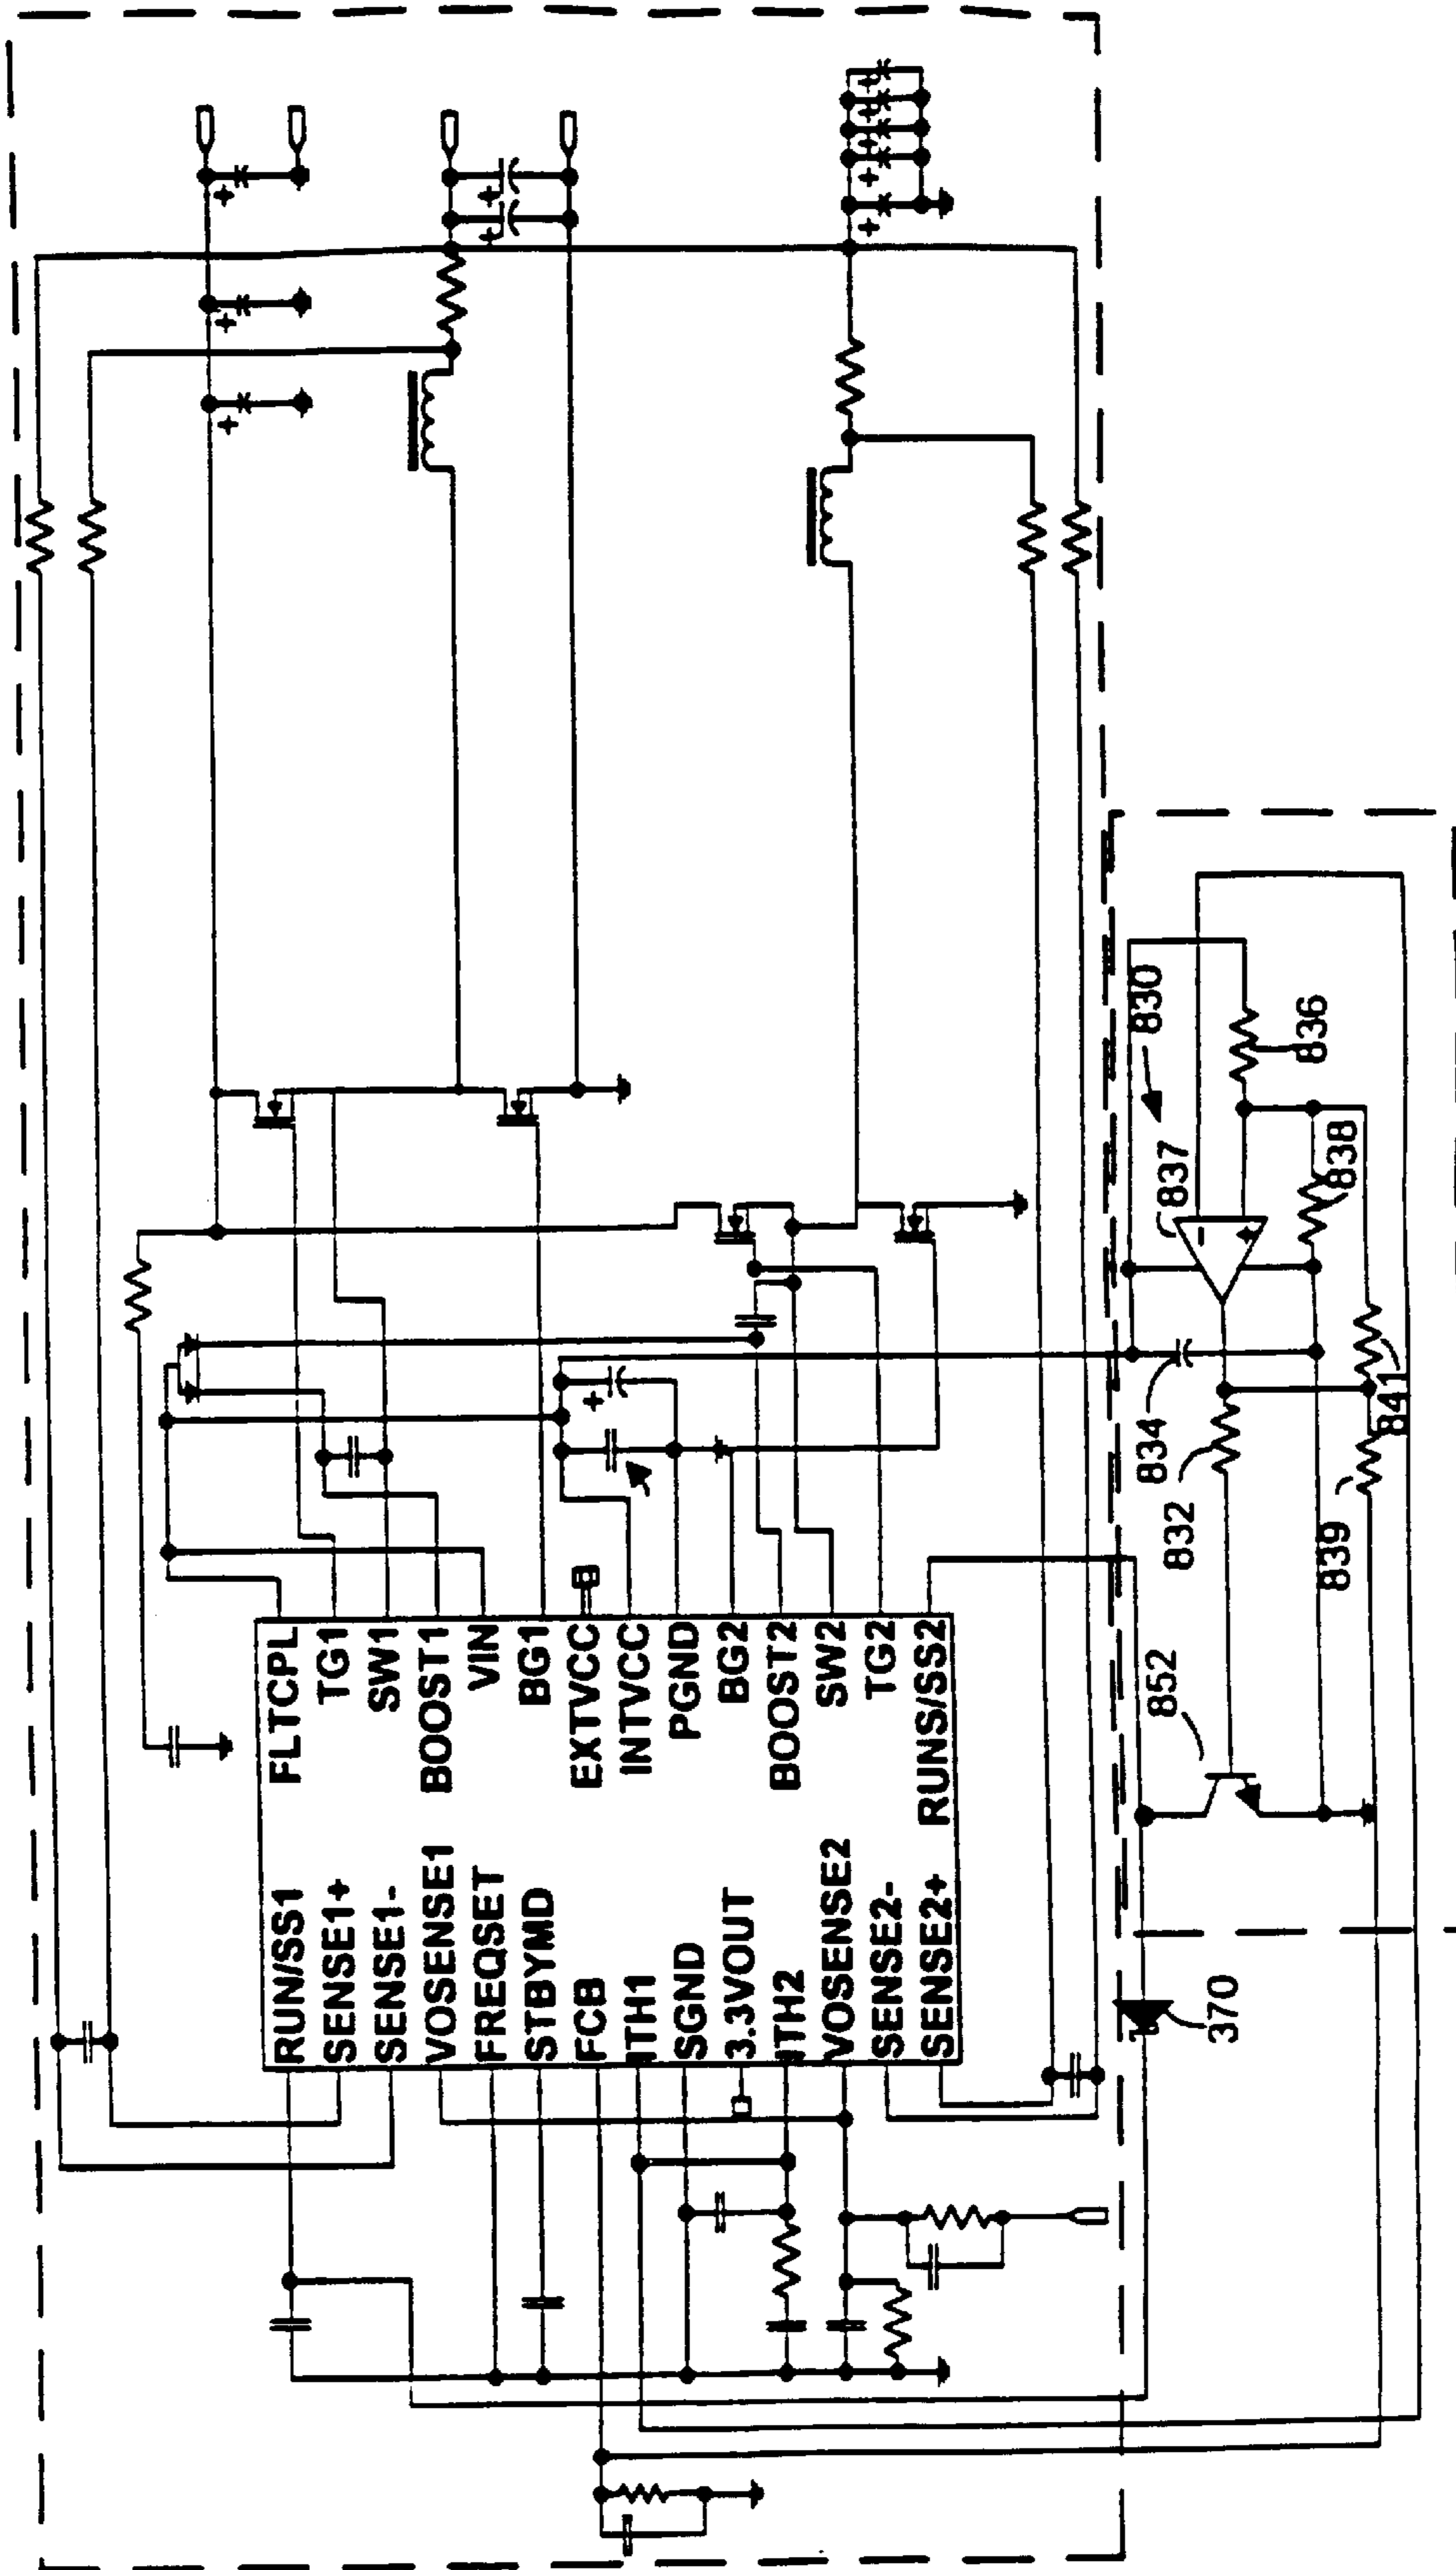 FLTCPL
TG1
SW1
BOOST1
VIN
BG1
EXTVCC
INTVCC
PGND
BG2
BOOST2
SW2
TG2
RUNS/SS2
RUN/SS1
SENSE1+
SENSE1-
VOSENSE1
FREQSET
STBYMD
FCB
ITH1
SGND
3.3VOUT
ITH2
VOSENSE2
SENSE2-
SENSE2+
830
836
837
838
834
832
841
839
852
370
+
+
+
+
+
+
+
+
+
+
+
-
+